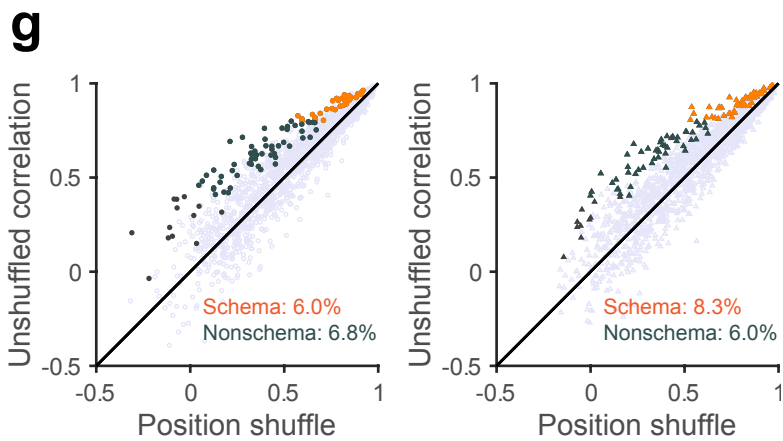 g
Unshuffled correlation
1
0.5
0
-0.5
Schema: 6.0%
Nonschema: 6.8%
-0.5 0 0.5 1
Position shuffle
Unshuffled correlation
1
0.5
0
-0.5
Schema: 8.3%
Nonschema: 6.0%
-0.5 0 0.5 1
Position shuffle